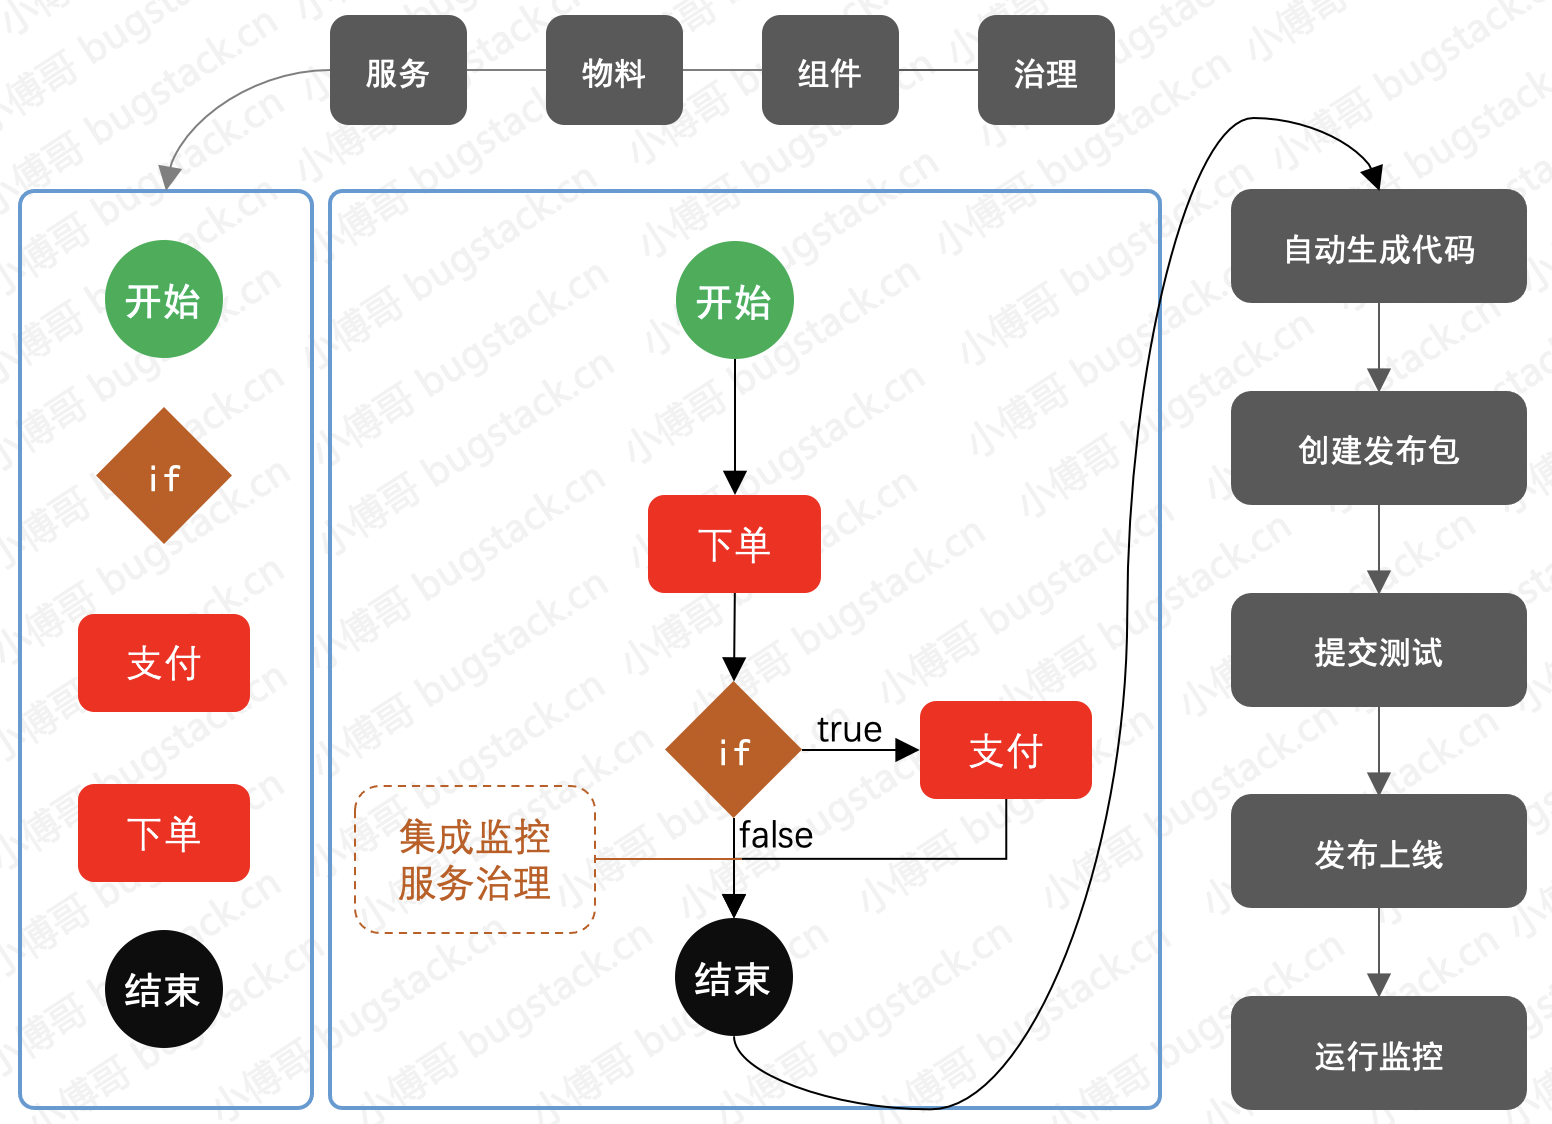 服务
物料
组件
治理
开始
if
支付
下单
结束
开始
下单
if
true
支付
false
集成监控
服务治理
结束
自动生成代码
创建发布包
提交测试
发布上线
运行监控
小傅哥 bugstack.cn